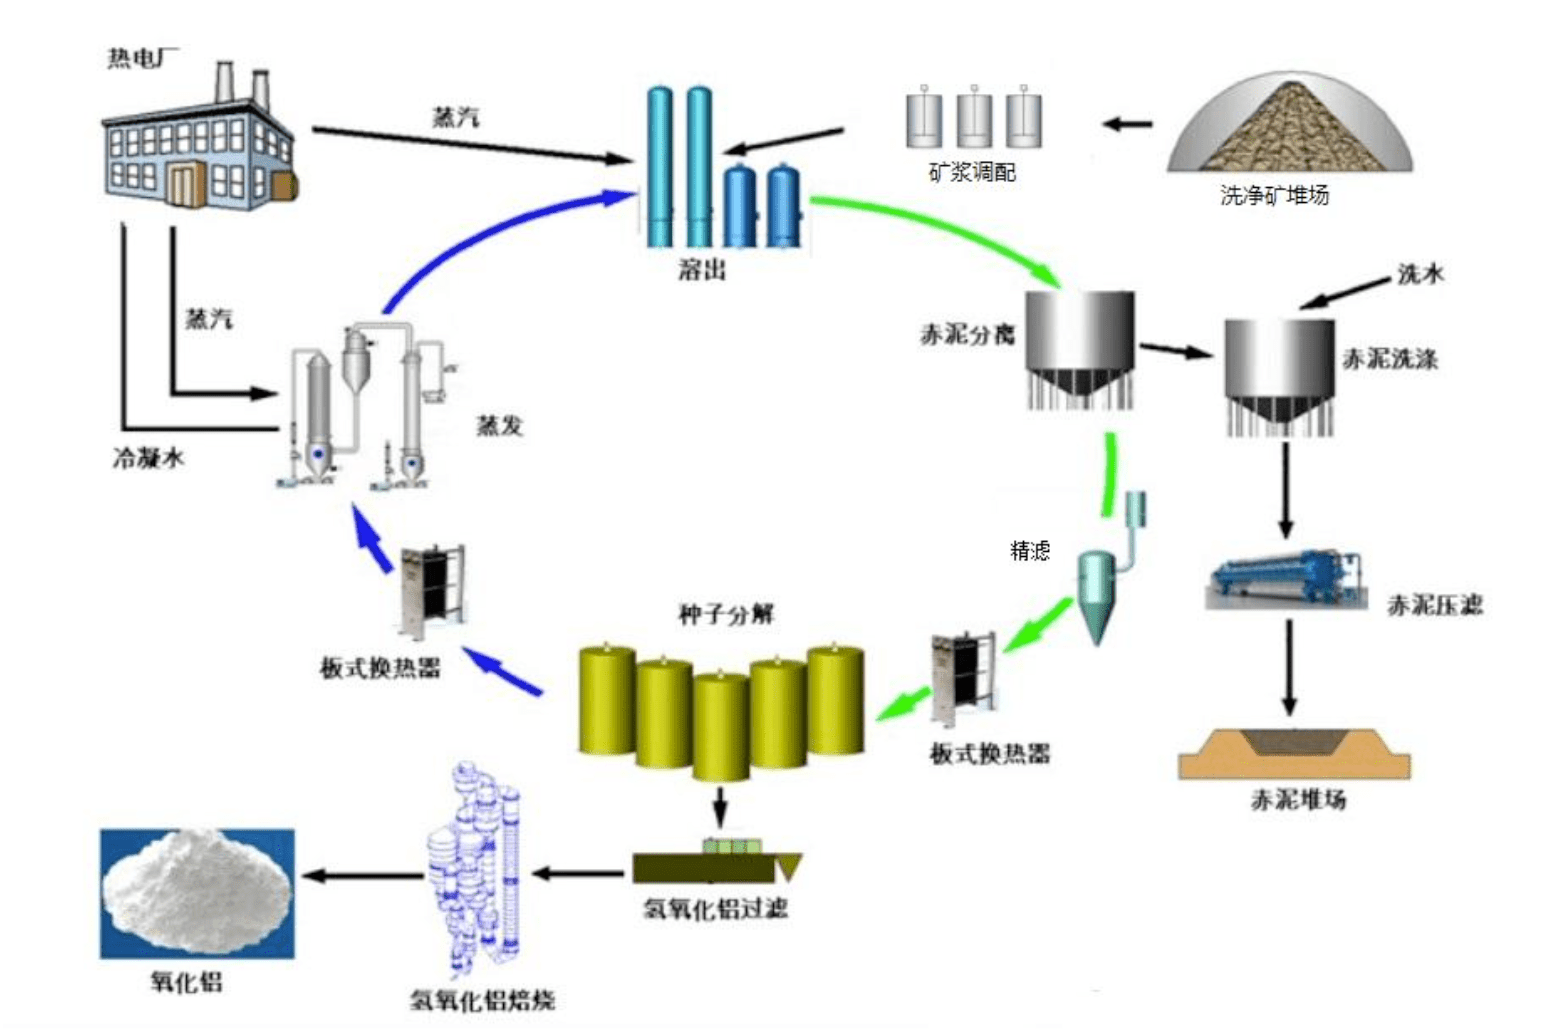 热电厂
蒸汽
矿浆调配
洗净矿堆场
溶出
洗水
蒸汽
赤泥分离
赤泥洗涤
蒸发
冷凝水
精滤
赤泥压滤
种子分解
板式换热器
板式换热器
赤泥堆场
氢氧化铝过滤
氧化铝
氢氧化铝焙烧